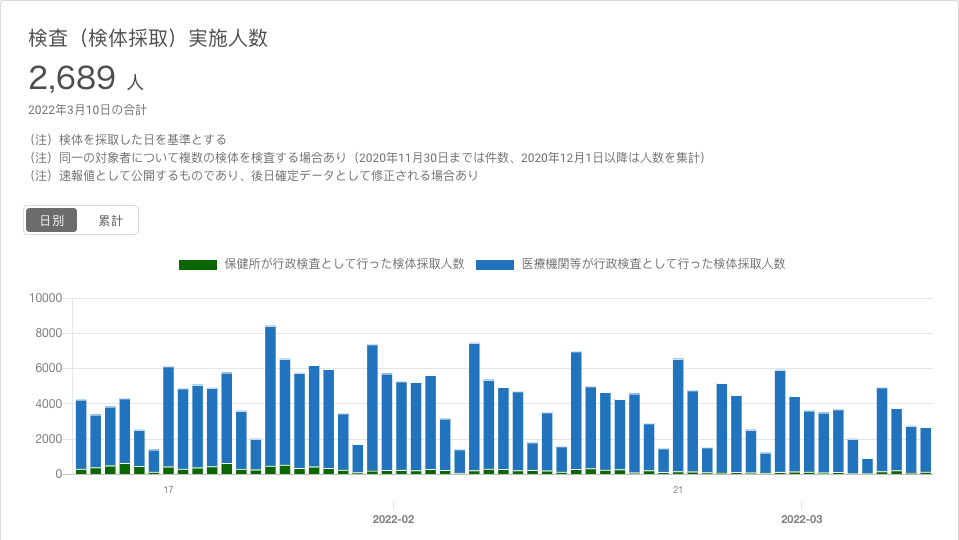 検査（検体採取）実施人数
2,689 人
2022年3月10日の合計
（注）検体を採取した日を基準とする
（注）同一の対象者について複数の検体を検査する場合あり（2020年11月30日までは件数、2020年12月1日以降は人数を集計）
（注）速報値として公開するものであり、後日確定データとして修正される場合あり
日別 累計
保健所が行政検査として行った検体採取人数 医療機関等が行政検査として行った検体採取人数
10000
8000
6000
4000
2000
0
17 21
2022-02 2022-03